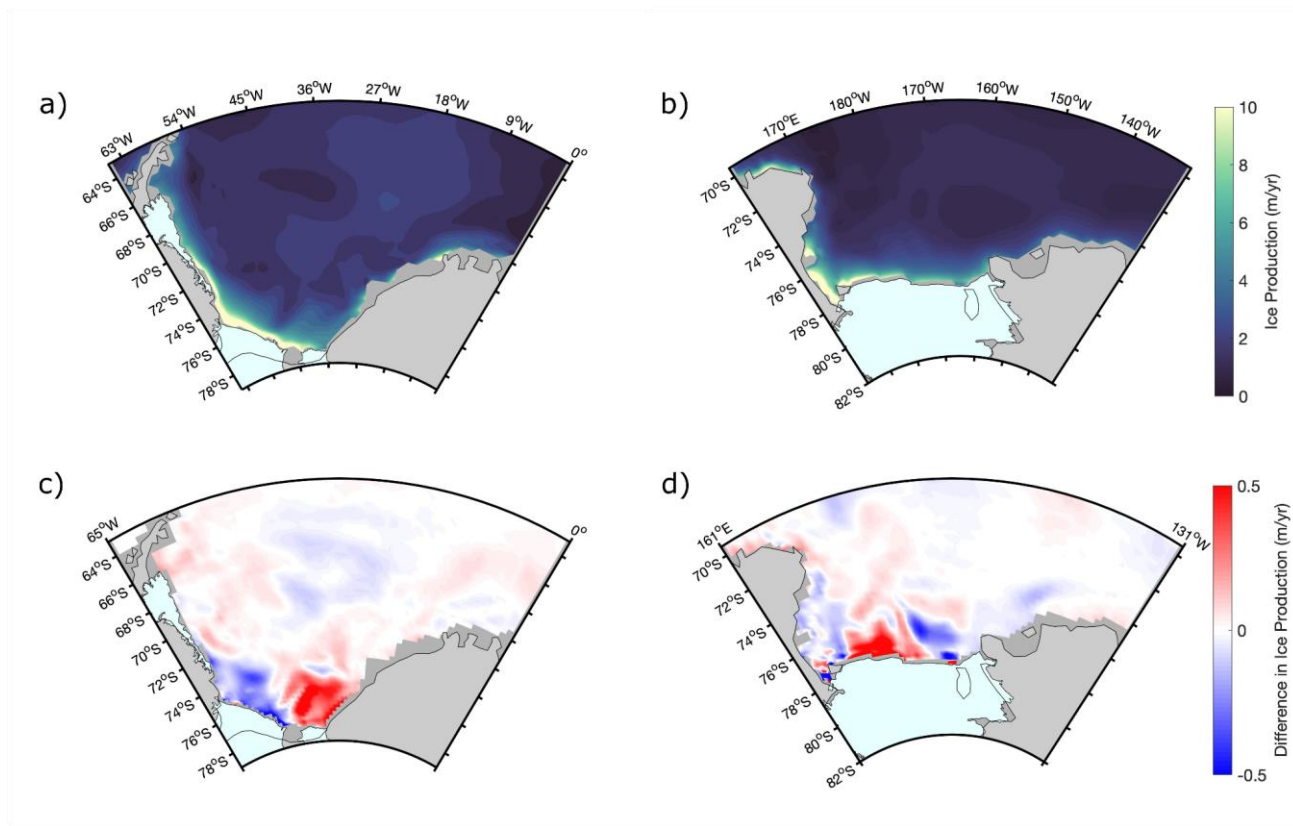 a)
63°W
54°W
45°W
36°W
27°W
18°W
9°W
0°
64°S
66°S
68°S
70°S
72°S
74°S
76°S
78°S
b)
170°E
180°W
170°W
160°W
150°W
140°W
70°S
72°S
74°S
76°S
78°S
80°S
82°S
10
8
6
4
2
0
Ice Production (m/yr)
c)
65°W
0°
64°S
66°S
68°S
70°S
72°S
74°S
76°S
78°S
d)
161°E
131°W
70°S
72°S
74°S
76°S
78°S
80°S
82°S
0.5
0
-0.5
Difference in Ice Production (m/yr)